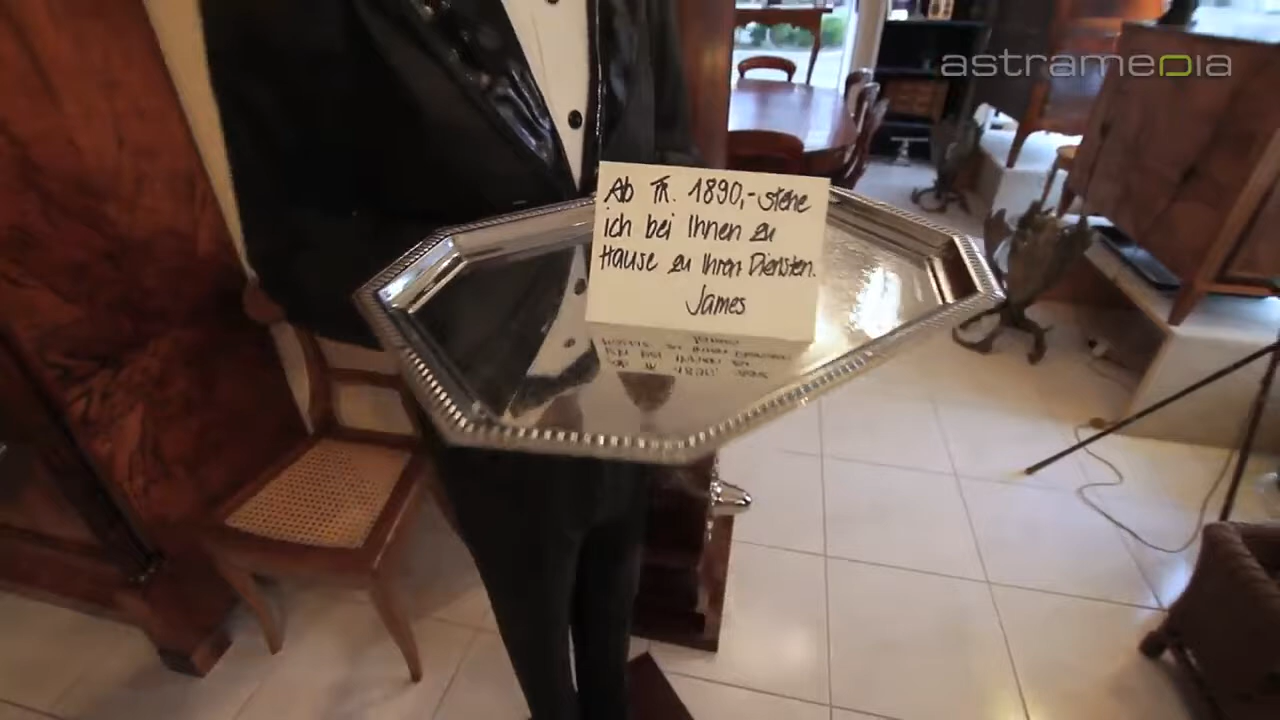 astramedia
Ab Fr. 1890,- stehe
ich bei Ihnen zu
Hause zu Ihren Diensten.
James